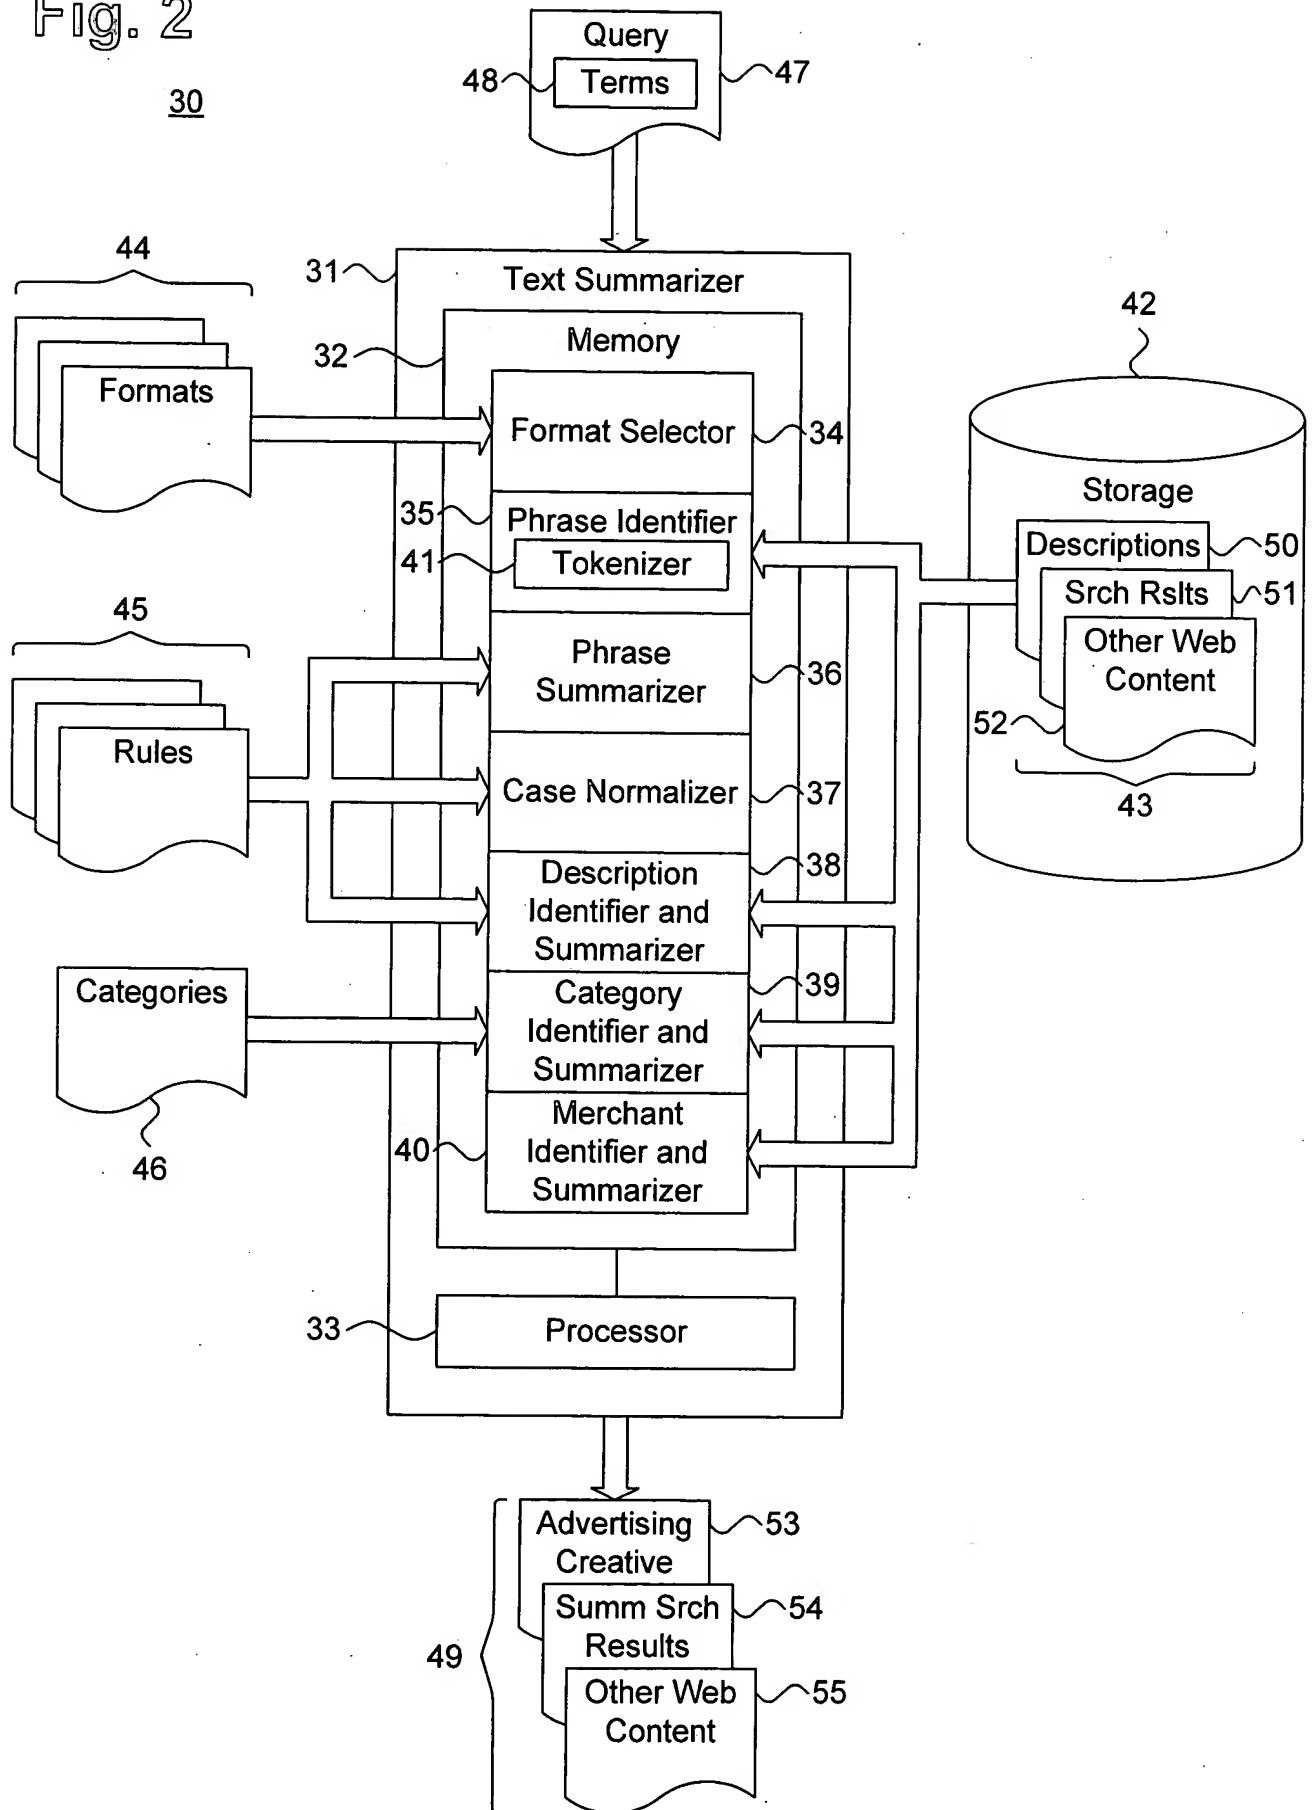 Fig. 2
30
Query
48
Terms
47
44
31
Text Summarizer
42
32
Memory
Formats
Format Selector
34
Storage
35
Phrase Identifier
41
Tokenizer
Descriptions
50
Srch Rslts
51
Other Web
Content
52
43
45
Phrase
Summarizer
36
Rules
Case Normalizer
37
38
Description
Identifier and
Summarizer
Categories
39
Category
Identifier and
Summarizer
46
40
Merchant
Identifier and
Summarizer
33
Processor
Advertising
Creative
53
Summ Srch
Results
54
49
Other Web
Content
55